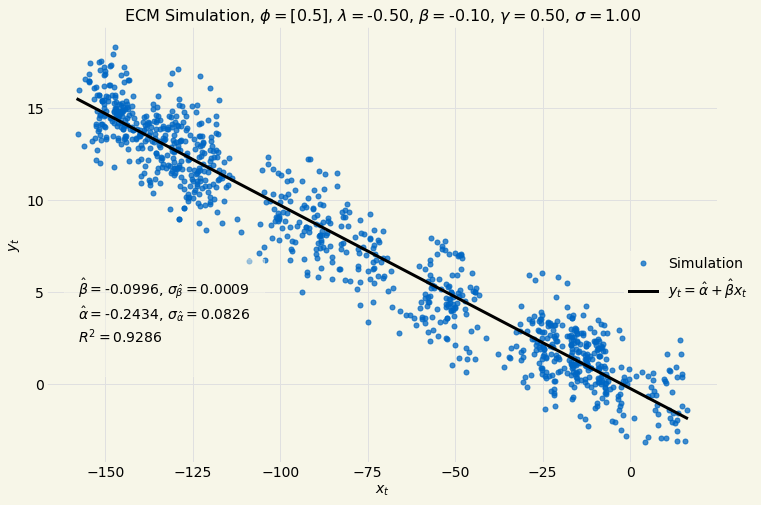 ECM Simulation, ϕ = [0.5], λ = -0.50, β = -0.10, γ = 0.50, σ = 1.00
15
10
5
0
y_t
β̂ = -0.0996, σ_β̂ = 0.0009
α̂ = -0.2434, σ_α̂ = 0.0826
R² = 0.9286
Simulation
y_t = α̂ + β̂x_t
−150 −125 −100 −75 −50 −25 0
x_t